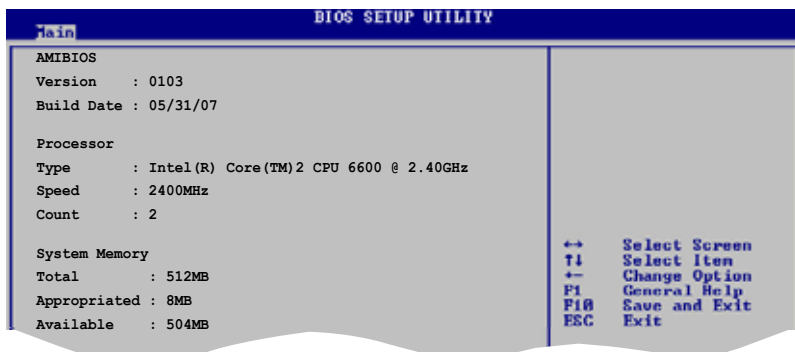 BIOS SETUP UTILITY
Main
AMIBIOS
Version : 0103
Build Date : 05/31/07
Processor
Type : Intel(R) Core(TM)2 CPU 6600 @ 2.40GHz
Speed : 2400MHz
Count : 2
System Memory
Total : 512MB
Appropriated : 8MB
Available : 504MB
↔ Select Screen
↑↓ Select Item
+- Change Option
F1 General Help
F10 Save and Exit
ESC Exit